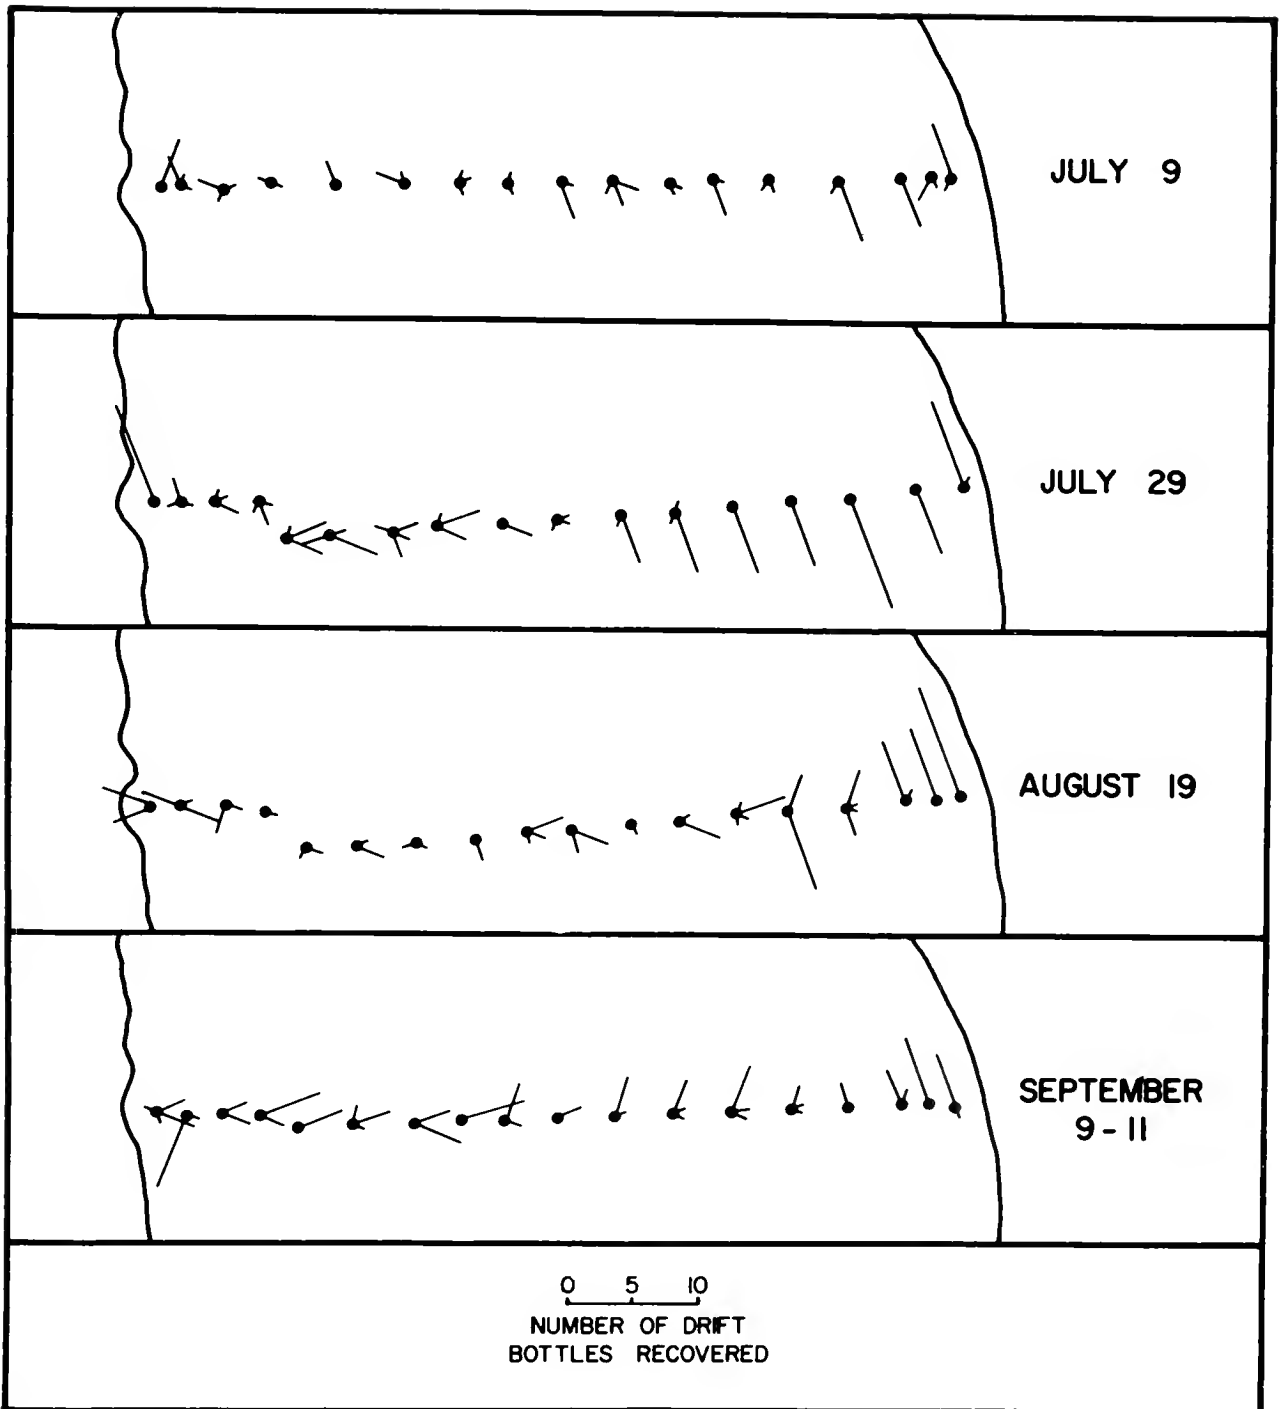 JULY 9
JULY 29
AUGUST 19
SEPTEMBER
9-11
0 5 10
NUMBER OF DRIFT
BOTTLES RECOVERED